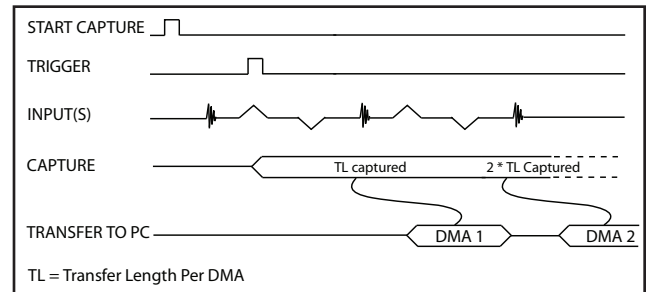 START CAPTURE
TRIGGER
INPUT(S)
CAPTURE
TL captured
2 * TL Captured
TRANSFER TO PC
DMA 1
DMA 2
TL = Transfer Length Per DMA